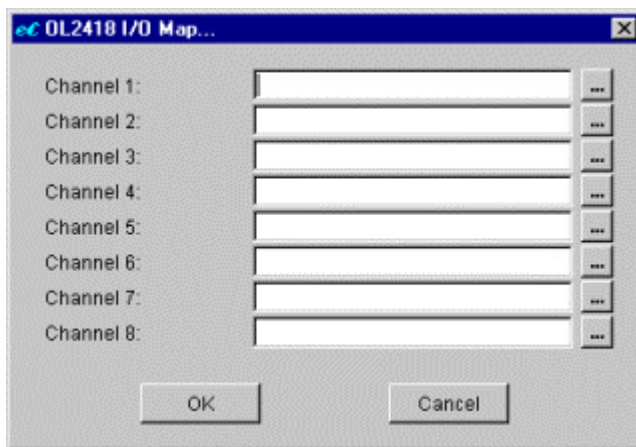 eC OL2418 I/O Map...
Channel 1: ...
Channel 2: ...
Channel 3: ...
Channel 4: ...
Channel 5: ...
Channel 6: ...
Channel 7: ...
Channel 8: ...
OK Cancel